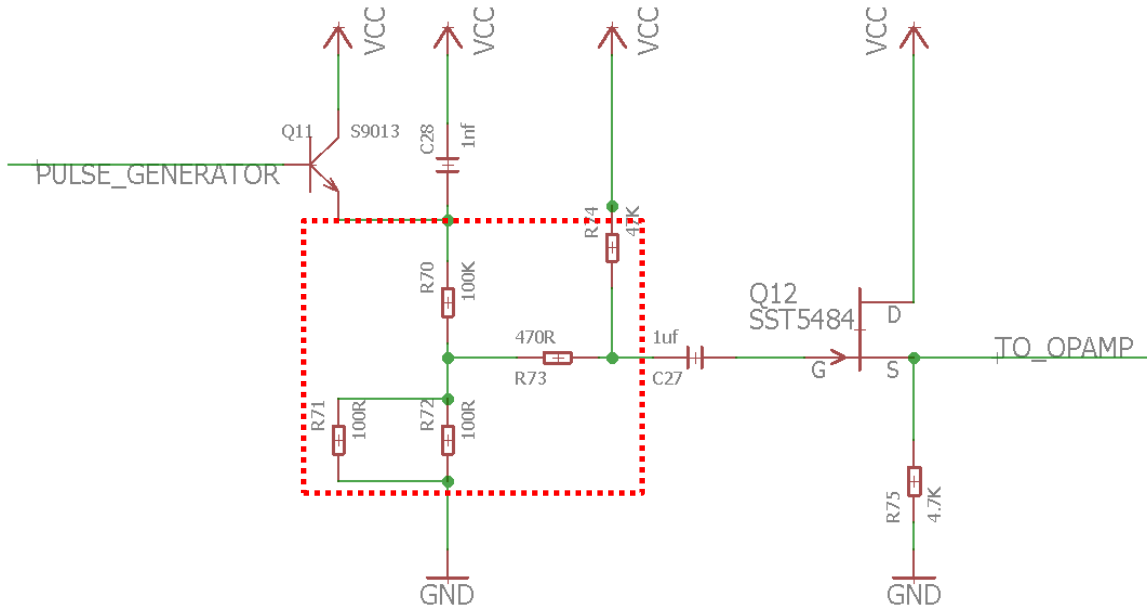 VCC
VCC
VCC
VCC
Q11
S9013
C28
1nf
PULSE_GENERATOR
R74
47K
R70
100K
Q12
SST5484
D
470R
1uf
TO_OPAMP
R73
C27
G
S
R71
100R
R72
100R
R75
4.7K
GND
GND